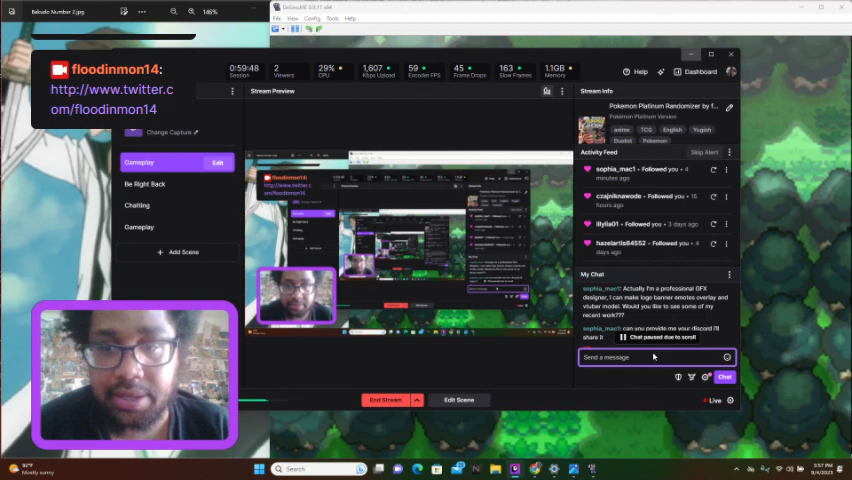 Bakudo Number 2.jpg
146%
DeSmuME 0.9.11 x64
File View Config Tools Help
floodinmon14:
http://www.twitter.c
om/floodinmon14
0:59:48
Session
2
Viewers
29%
CPU
1,607
Kbps Upload
59
Encoder FPS
45
Frame Drops
163
Slow Frames
1.1GB
Memory
Help
Dashboard
Stream Preview
Stream Info
Change Capture
Gameplay
Edit
Be Right Back
Chatting
Gameplay
Add Scene
Pokemon Platinum Randomizer by f...
Pokémon Platinum Version
anime TCG English Yugioh
Duelist Pokemon
Activity Feed
Skip Alert
sophia_mac1 • Followed you • 4
minutes ago
czajniknawode • Followed you • 15
hours ago
illylia01 • Followed you • 3 days ago
hazelartis64552 • Followed you • 4
days ago
My Chat
sophia_mac1: Actually I'm a professional GFX
designer, I can make logo banner emotes overlay and
vtuber model. Would you like to see some of my
recent work???
sophia_mac1: can you provide me your discord i'll
share it
Chat paused due to scroll
Send a message
Chat
End Stream
Edit Scene
Live
92°F
Mostly sunny
Search
5:57 PM
9/4/2023